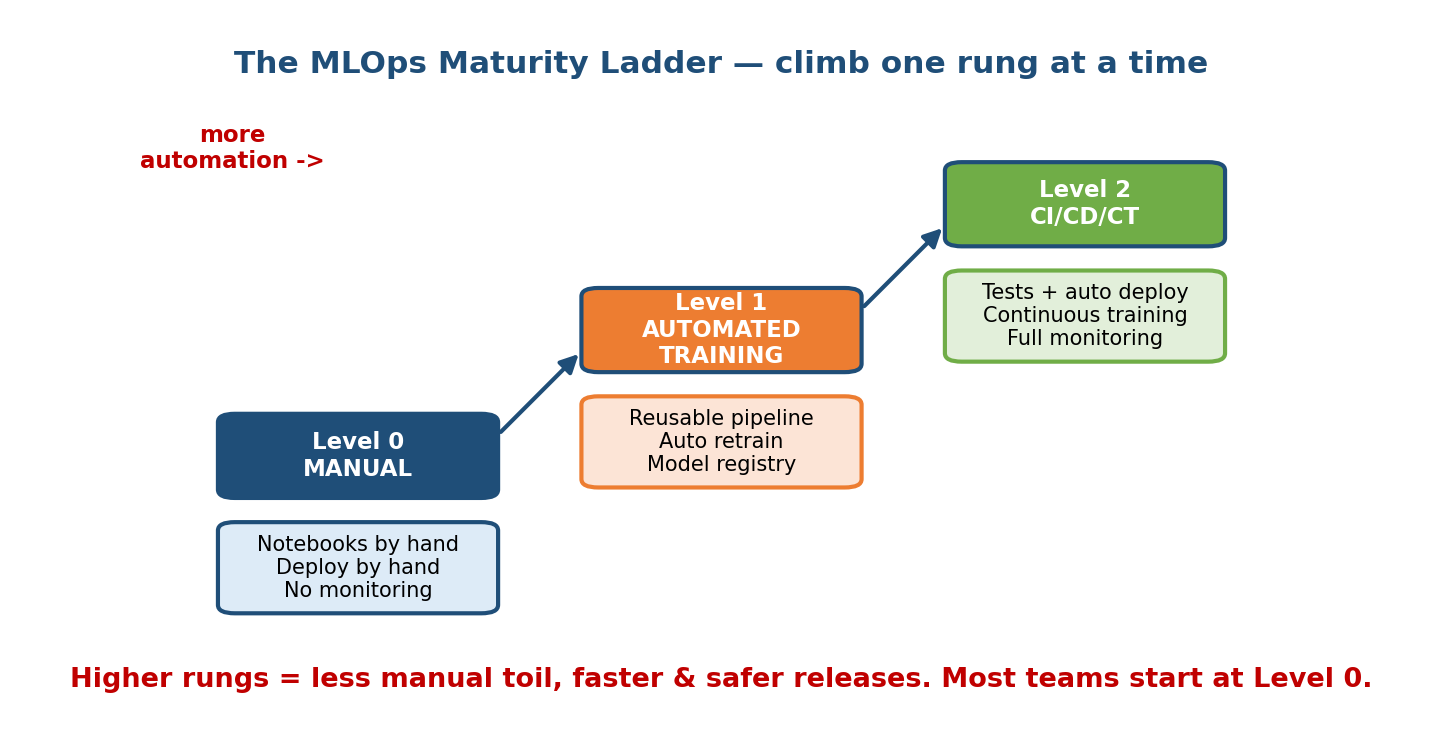 The MLOps Maturity Ladder — climb one rung at a time
more
automation ->
Level 0
MANUAL
Notebooks by hand
Deploy by hand
No monitoring
Level 1
AUTOMATED
TRAINING
Reusable pipeline
Auto retrain
Model registry
Level 2
CI/CD/CT
Tests + auto deploy
Continuous training
Full monitoring
Higher rungs = less manual toil, faster & safer releases. Most teams start at Level 0.